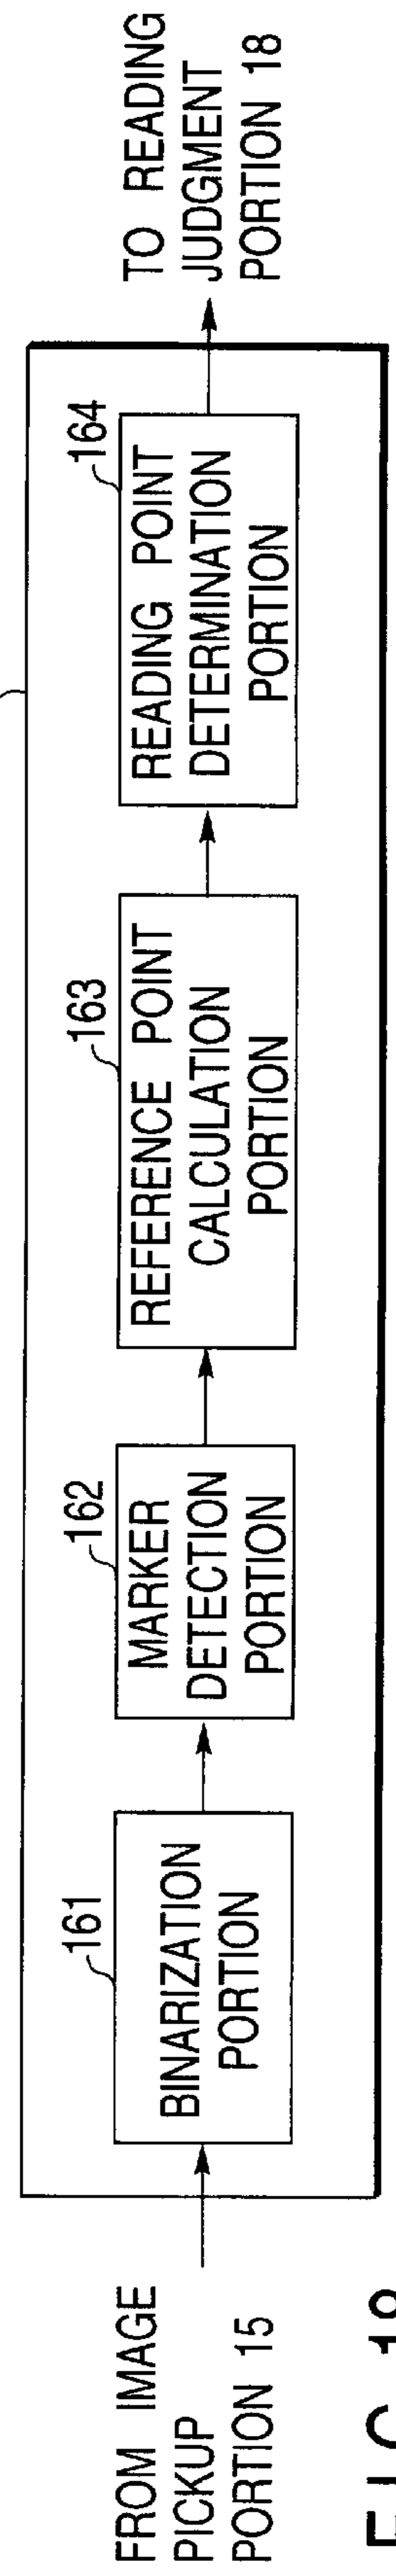 FROM IMAGE
PICKUP
PORTION 15
161
BINARIZATION
PORTION
162
MARKER
DETECTION
PORTION
163
REFERENCE POINT
CALCULATION
PORTION
164
READING POINT
DETERMINATION
PORTION
TO READING
JUDGMENT
PORTION 18
FIG.